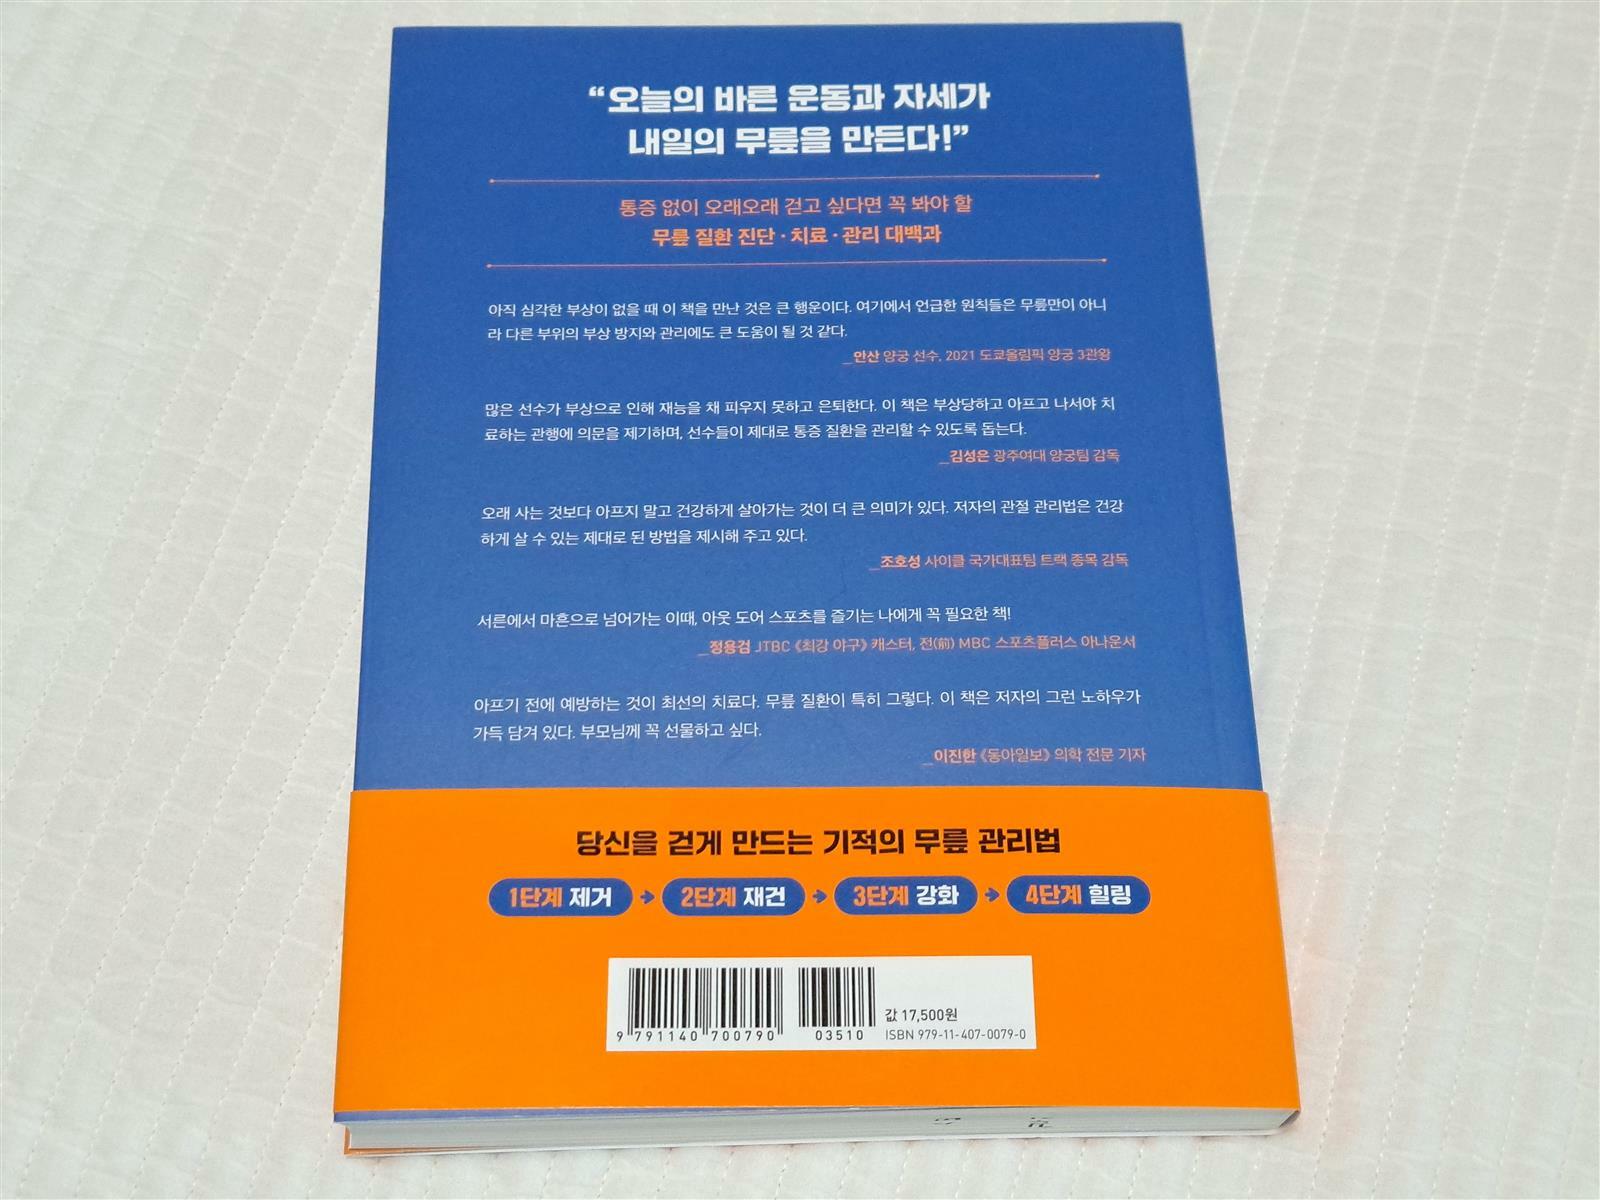 “오늘의 바른 운동과 자세가
내일의 무릎을 만든다!”
통증 없이 오래오래 걷고 싶다면 꼭 봐야 할
무릎 질환 진단·치료·관리 대백과
아직 심각한 부상이 없을 때 이 책을 만난 것은 큰 행운이다. 여기에서 언급한 원칙들은 무릎만이 아니
라 다른 부위의 부상 방지와 관리에도 큰 도움이 될 것 같다.
_안산 양궁 선수, 2021 도쿄올림픽 양궁 3관왕
많은 선수가 부상으로 인해 재능을 채 피우지 못하고 은퇴한다. 이 책은 부상당하고 아프고 나서야 치
료하는 관행에 의문을 제기하며, 선수들이 제대로 통증 질환을 관리할 수 있도록 돕는다.
_김성은 광주여대 양궁팀 감독
오래 사는 것보다 아프지 말고 건강하게 살아가는 것이 더 큰 의미가 있다. 저자의 관절 관리법은 건강
하게 살 수 있는 제대로 된 방법을 제시해 주고 있다.
_조호성 사이클 국가대표팀 트랙 종목 감독
서른에서 마흔으로 넘어가는 이때, 아웃 도어 스포츠를 즐기는 나에게 꼭 필요한 책!
_정용검 JTBC 《최강 야구》 캐스터, 전(前) MBC 스포츠플러스 아나운서
아프기 전에 예방하는 것이 최선의 치료다. 무릎 질환이 특히 그렇다. 이 책은 저자의 그런 노하우가
가득 담겨 있다. 부모님께 꼭 선물하고 싶다.
_이진한 《동아일보》 의학 전문 기자
당신을 걷게 만드는 기적의 무릎 관리법
1단계 제거 → 2단계 재건 → 3단계 강화 → 4단계 힐링
값 17,500원
9 791140 700790 03510 ISBN 979-11-407-0079-0